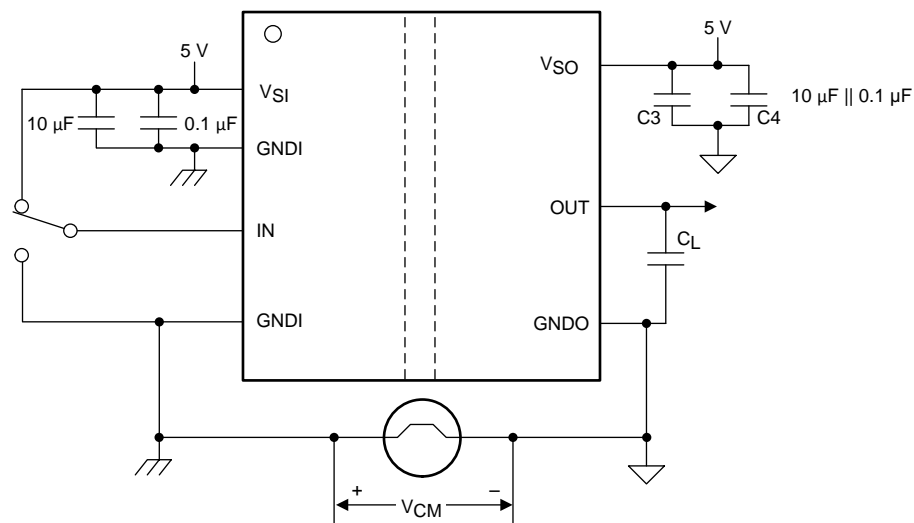 5 V
VSI
10 μF
0.1 μF
GNDI
IN
GNDI
5 V
VSO
C3
C4
10 μF || 0.1 μF
OUT
CL
GNDO
+
VCM
–